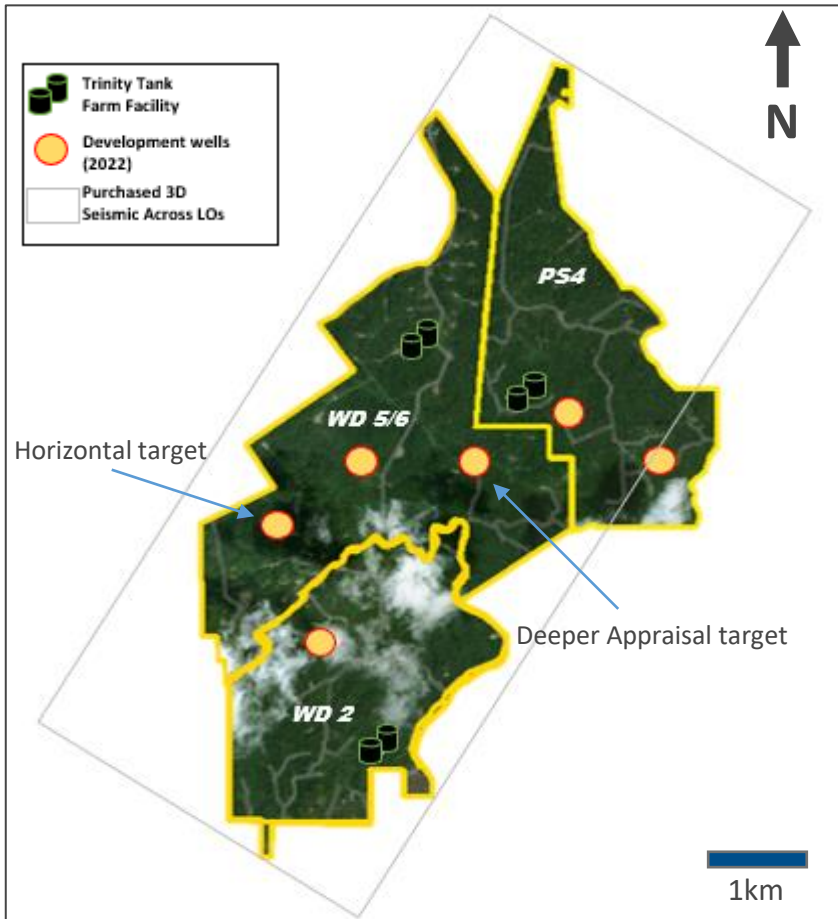 Trinity Tank
Farm Facility
Development wells
(2022)
Purchased 3D
Seismic Across LOs
N
PS4
WD 5/6
Horizontal target
Deeper Appraisal target
WD 2
1km